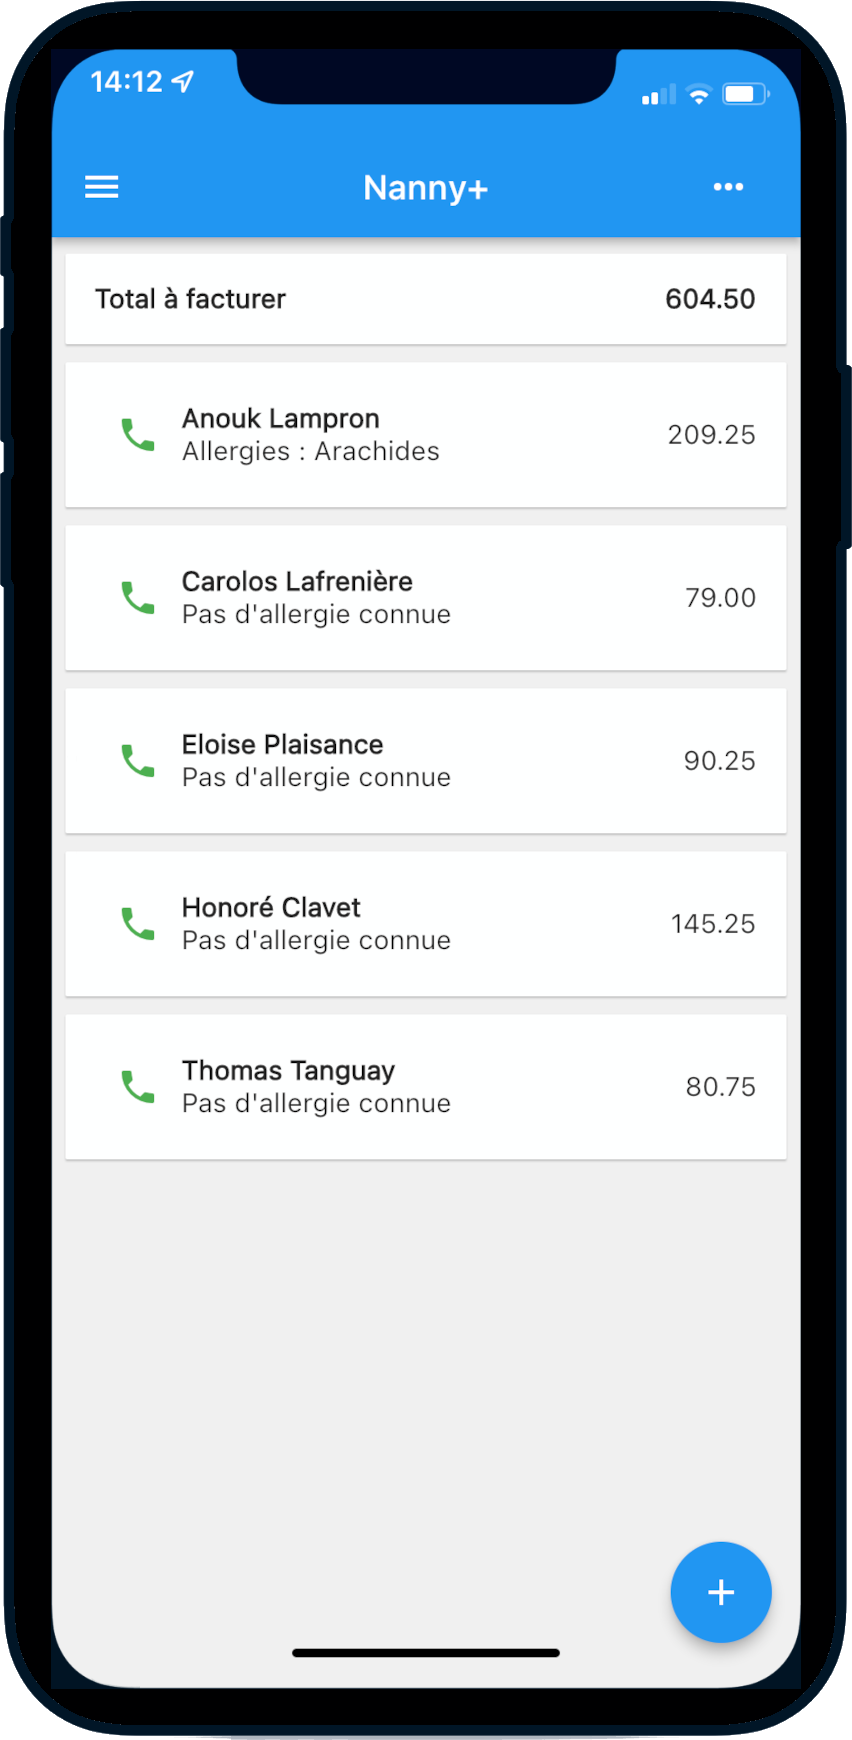 14:12
Nanny+
Total à facturer 604.50
Anouk Lampron
Allergies : Arachides 209.25
Carolos Lafrenière
Pas d'allergie connue 79.00
Eloise Plaisance
Pas d'allergie connue 90.25
Honoré Clavet
Pas d'allergie connue 145.25
Thomas Tanguay
Pas d'allergie connue 80.75